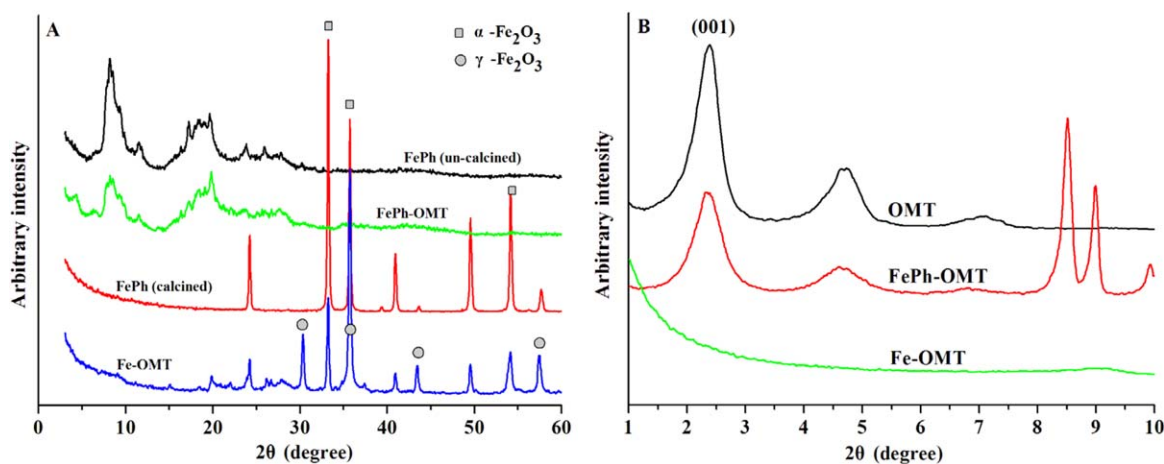 A
α -Fe₂O₃
γ -Fe₂O₃
FePh (un-calcined)
FePh-OMT
FePh (calcined)
Fe-OMT
Arbitrary intensity
0 10 20 30 40 50 60
2θ (degree)
B
(001)
OMT
FePh-OMT
Fe-OMT
Arbitrary intensity
1 2 3 4 5 6 7 8 9 10
2θ (degree)